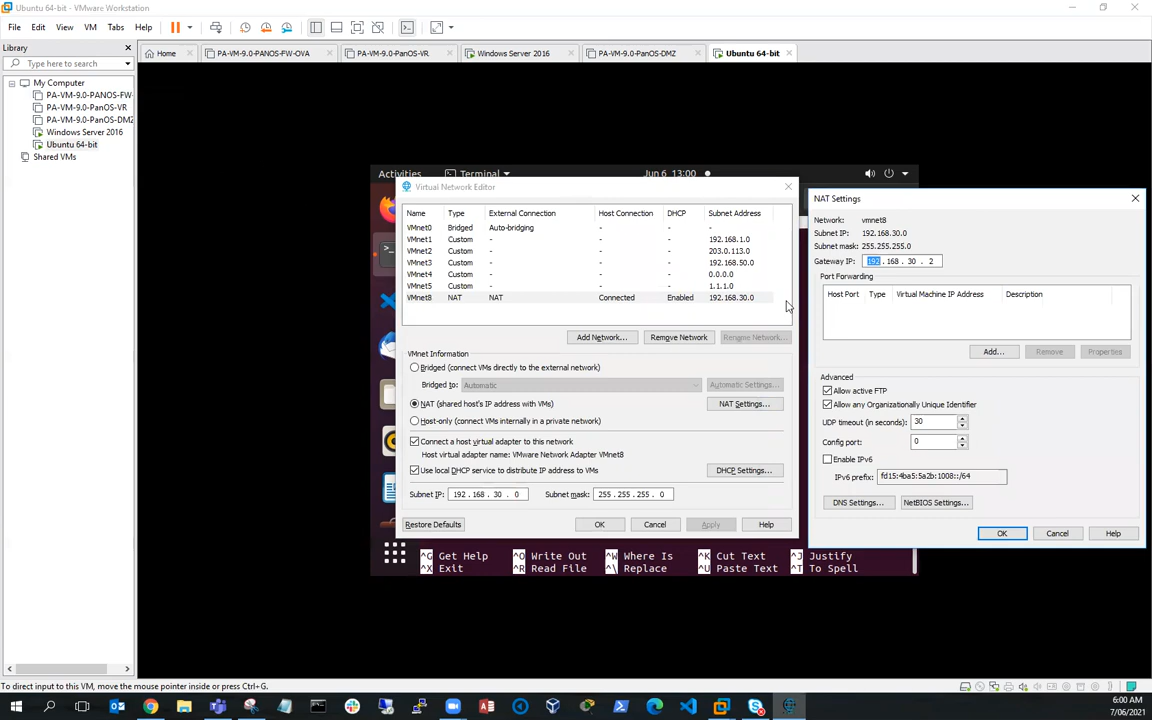 Ubuntu 64-bit - VMware Workstation
File Edit View VM Tabs Help
Library
Type here to search
Home
PA-VM-9.0-PANOS-FW-OVA
PA-VM-9.0-PanOS-VR
Windows Server 2016
PA-VM-9.0-PanOS-DMZ
Ubuntu 64-bit
My Computer
PA-VM-9.0-PANOS-FW-
PA-VM-9.0-PanOS-VR
PA-VM-9.0-PanOS-DMZ
Windows Server 2016
Ubuntu 64-bit
Shared VMs
Activities
Terminal
Jun 6 13:00
Virtual Network Editor
Name Type External Connection Host Connection DHCP Subnet Address
VMnet0 Bridged Auto-bridging - - -
VMnet1 Custom - - - 192.168.1.0
VMnet2 Custom - - - 203.0.113.0
VMnet3 Custom - - - 192.168.50.0
VMnet4 Custom - - - 0.0.0.0
VMnet5 Custom - - - 1.1.1.0
VMnet8 NAT NAT Connected Enabled 192.168.30.0
Add Network... Remove Network Rename Network...
VMnet Information
Bridged (connect VMs directly to the external network)
Bridged to: Automatic Automatic Settings...
NAT (shared host's IP address with VMs) NAT Settings...
Host-only (connect VMs internally in a private network)
Connect a host virtual adapter to this network
Host virtual adapter name: VMware Network Adapter VMnet8
Use local DHCP service to distribute IP address to VMs DHCP Settings...
Subnet IP: 192 . 168 . 30 . 0 Subnet mask: 255 . 255 . 255 . 0
Restore Defaults OK Cancel Apply Help
NAT Settings
Network: vmnet8
Subnet IP: 192.168.30.0
Subnet mask: 255.255.255.0
Gateway IP: 192 . 168 . 30 . 2
Port Forwarding
Host Port Type Virtual Machine IP Address Description
Add... Remove Properties
Advanced
Allow active FTP
Allow any Organizationally Unique Identifier
UDP timeout (in seconds): 30
Config port: 0
Enable IPv6
IPv6 prefix: fd15:4ba5:5a2b:1008::/64
DNS Settings... NetBIOS Settings...
OK Cancel Help
^G Get Help ^O Write Out ^W Where Is ^K Cut Text ^J Justify
^X Exit ^R Read File ^\ Replace ^U Paste Text ^T To Spell
To direct input to this VM, move the mouse pointer inside or press Ctrl+G.
6:00 AM
7/06/2021